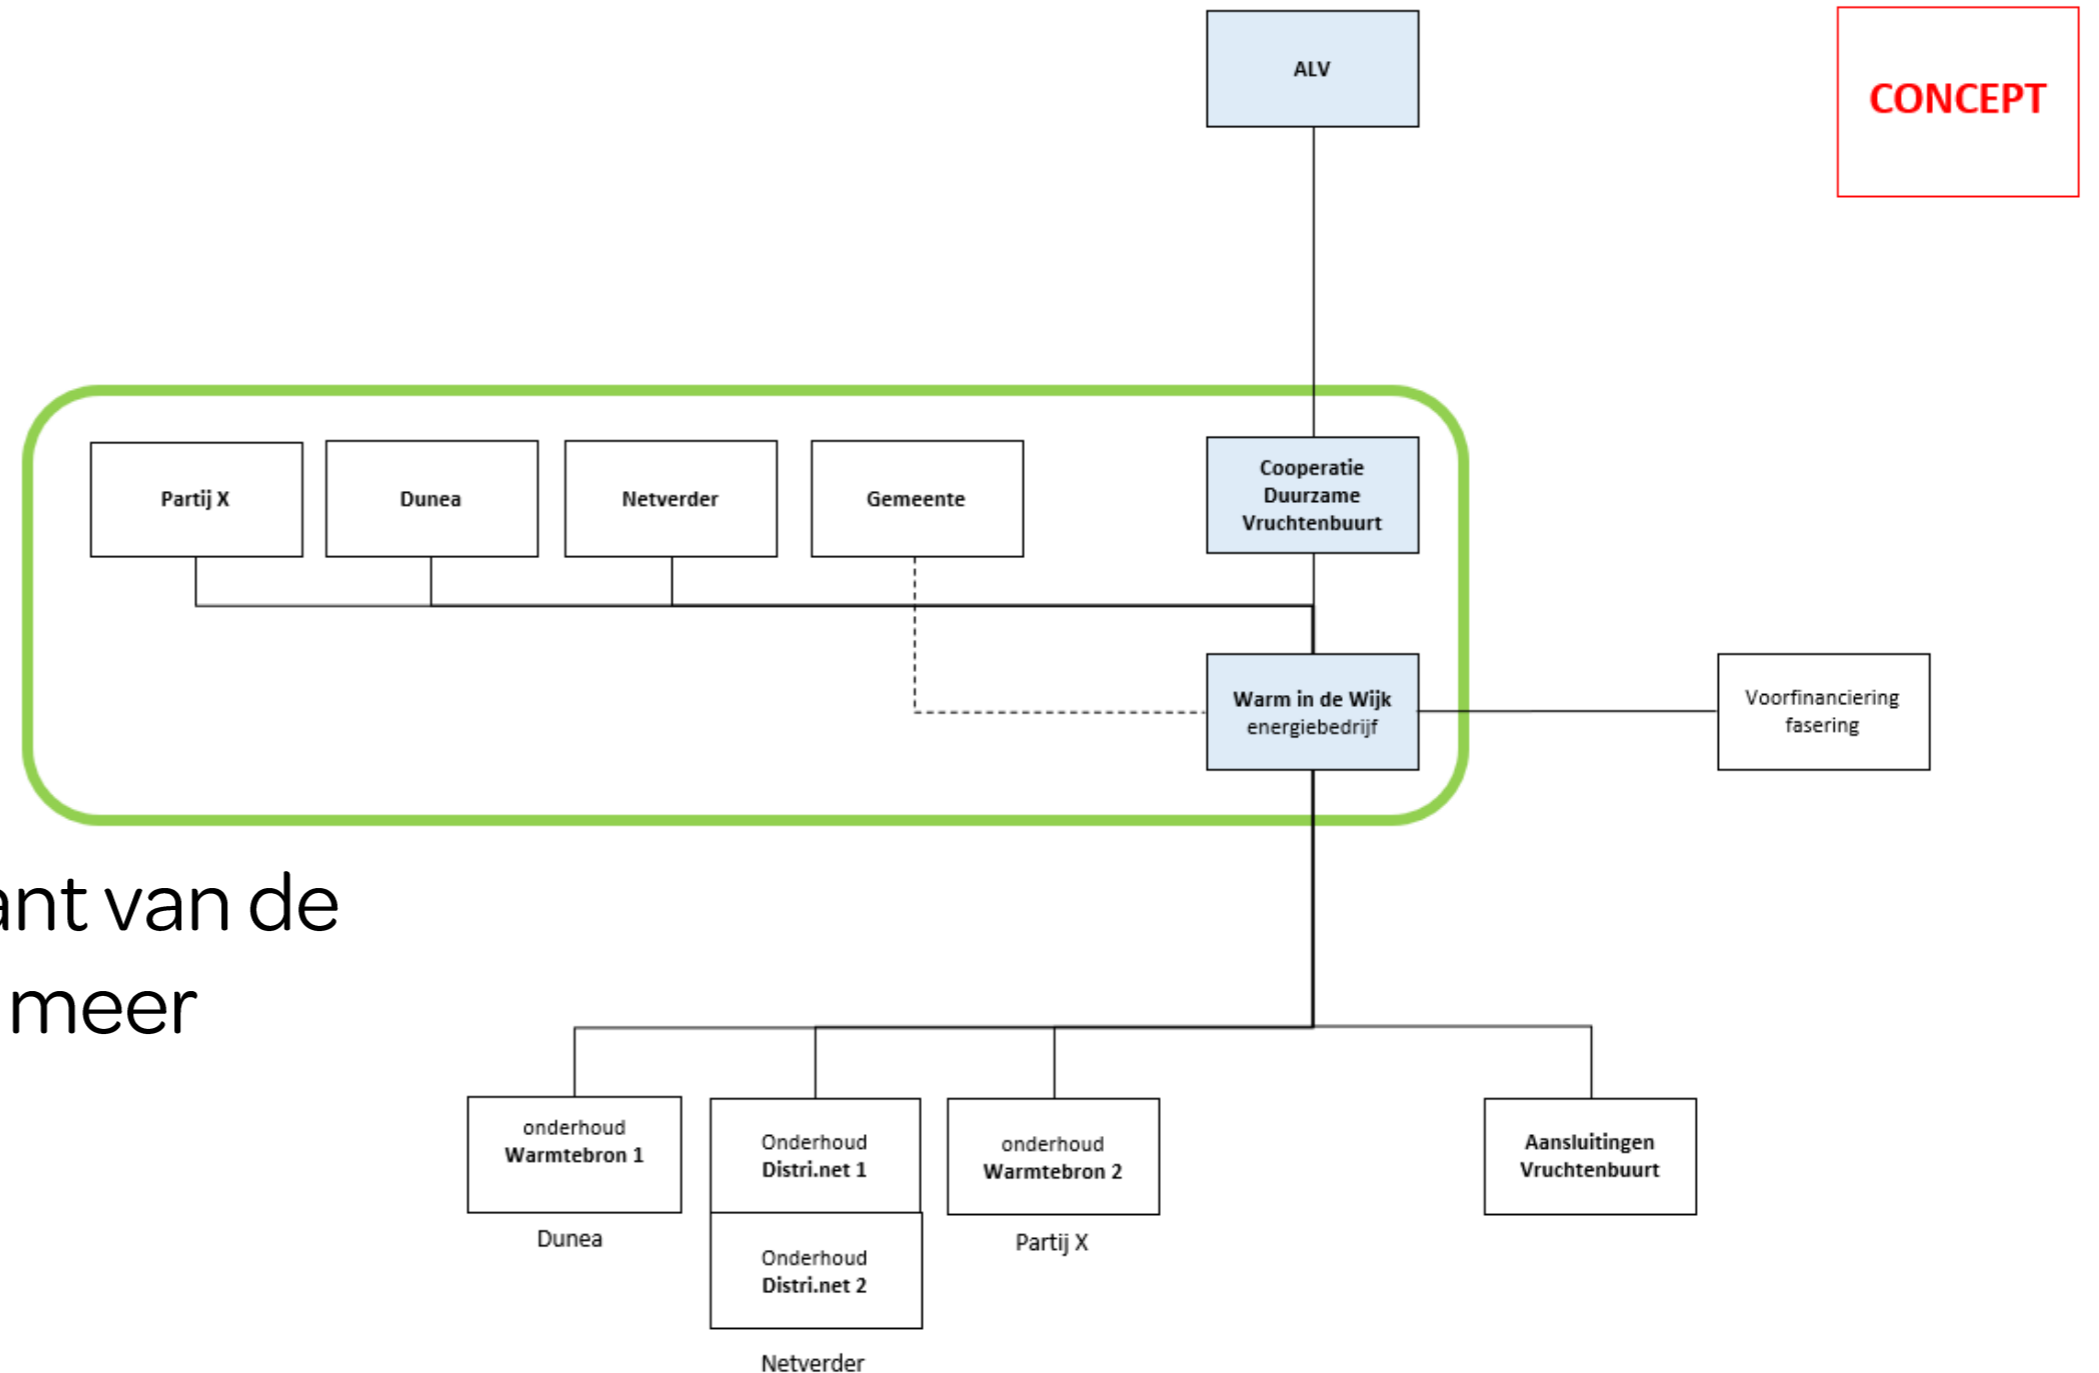 ALV
CONCEPT
Partij X
Dunea
Netverder
Gemeente
Cooperatie
Duurzame
Vruchtenbuurt
Warm in de Wijk
energiebedrijf
Voorfinanciering
fasering
van de
meer
onderhoud
Warmtebron 1
Dunea
Onderhoud
Distri.net 1
Onderhoud
Distri.net 2
Netverder
onderhoud
Warmtebron 2
Partij X
Aansluitingen
Vruchtenbuurt